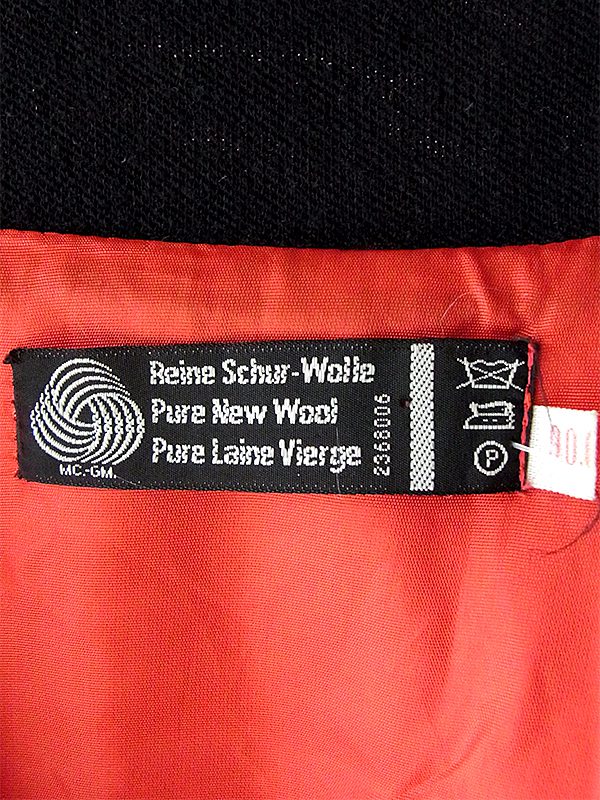 Reine Schur-Wolle
Pure New Wool
Pure Laine Vierge
MC.-GM.
2368006
P